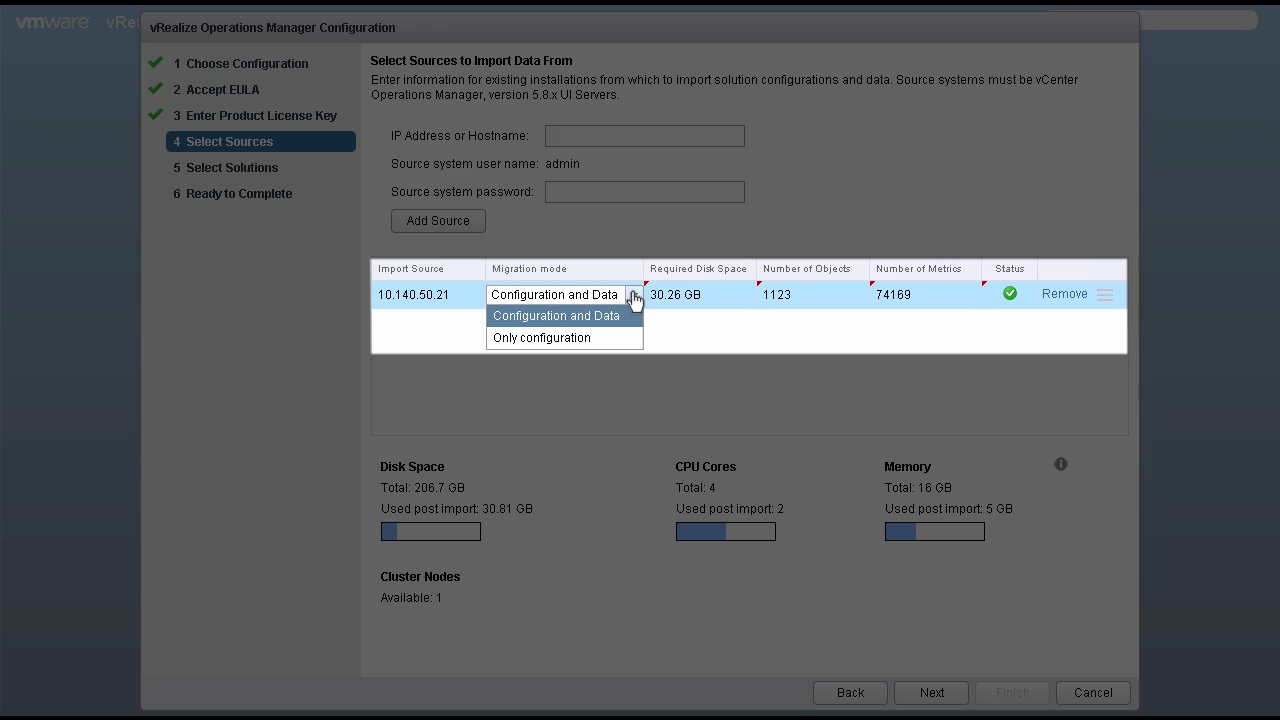 vmware vRe
vRealize Operations Manager Configuration
1 Choose Configuration
2 Accept EULA
3 Enter Product License Key
4 Select Sources
5 Select Solutions
6 Ready to Complete
Select Sources to Import Data From
Enter information for existing installations from which to import solution configurations and data. Source systems must be vCenter
Operations Manager, version 5.8.x UI Servers.
IP Address or Hostname:
Source system user name: admin
Source system password:
Add Source
Import Source Migration mode Required Disk Space Number of Objects Number of Metrics Status
10.140.50.21 Configuration and Data 30.26 GB 1123 74169 Remove
Configuration and Data
Only configuration
Disk Space CPU Cores Memory
Total: 206.7 GB Total: 4 Total: 16 GB
Used post import: 30.81 GB Used post import: 2 Used post import: 5 GB
Cluster Nodes
Available: 1
Back Next Finish Cancel